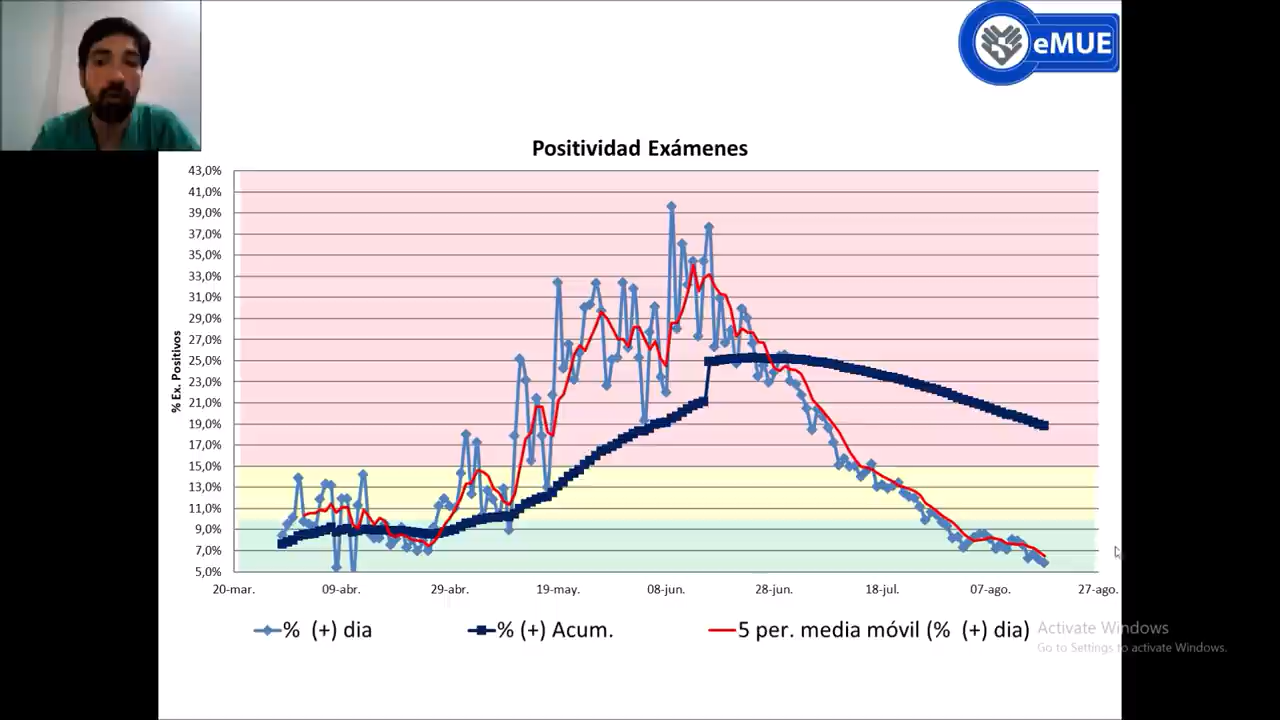 eMUE
Positividad Exámenes
43,0%
41,0%
39,0%
37,0%
35,0%
33,0%
31,0%
29,0%
27,0%
25,0%
23,0%
21,0%
19,0%
17,0%
15,0%
13,0%
11,0%
9,0%
7,0%
5,0%
% Ex. Positivos
20-mar. 09-abr. 29-abr. 19-may. 08-jun. 28-jun. 18-jul. 07-ago. 27-ago.
% (+) dia % (+) Acum. 5 per. media móvil (% (+) dia)
Activate Windows
Go to Settings to activate Windows.